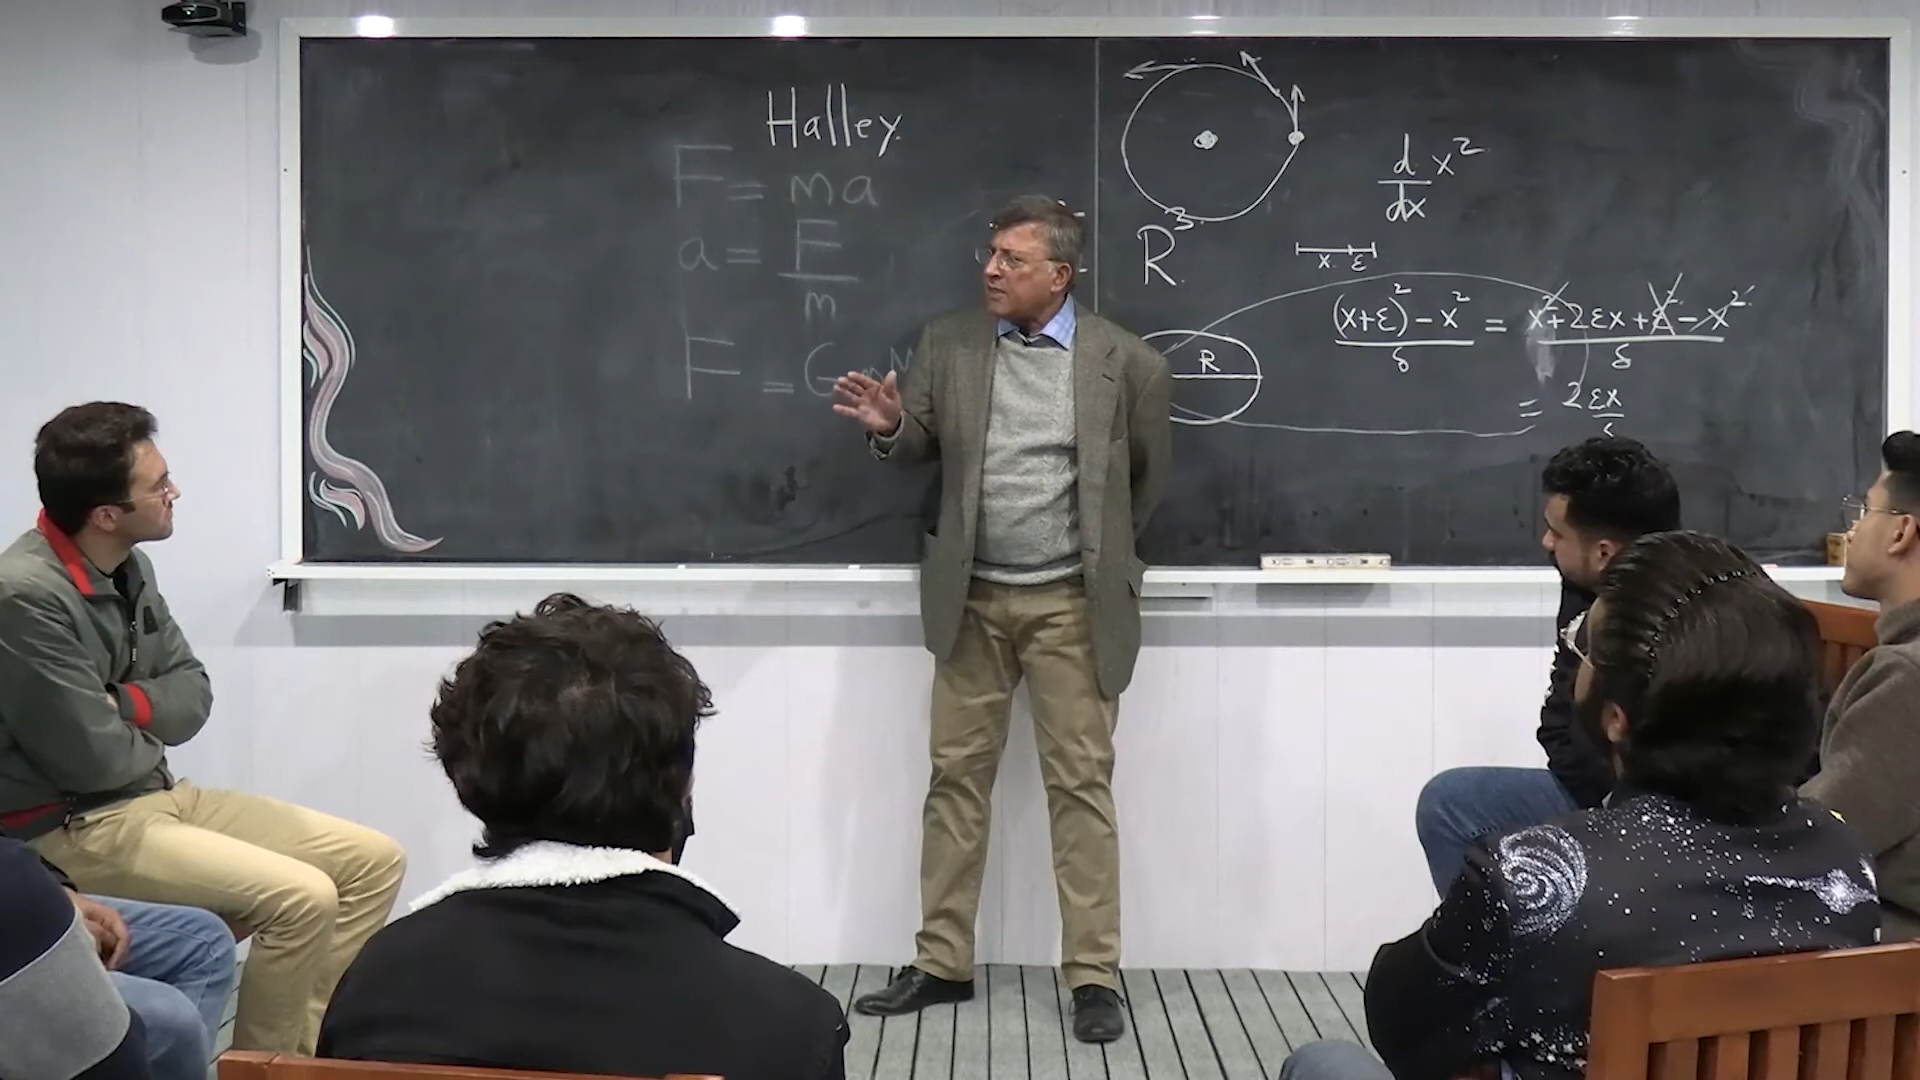 Halley
F = ma
a = F/m
F = G m
R³
d/dx x²
x ε
R
(x+ε)² - x² / δ = x² + 2εx + ε² - x² / δ
= 2εx